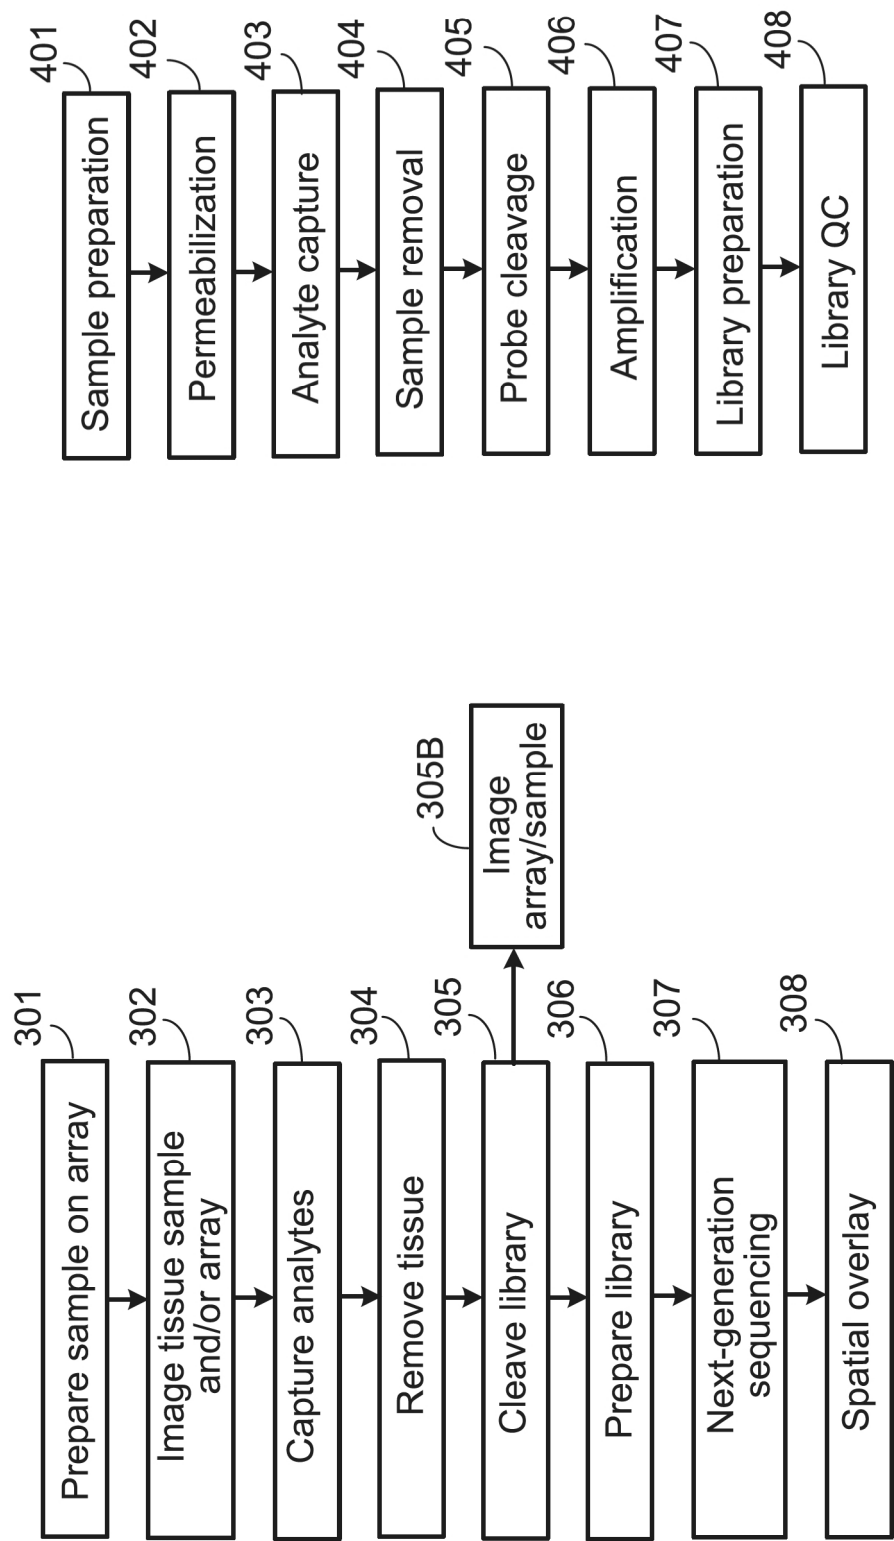 301
Prepare sample on array
302
Image tissue sample
and/or array
303
Capture analytes
304
Remove tissue
305
Cleave library
305B
Image
array/sample
306
Prepare library
307
Next-generation
sequencing
308
Spatial overlay
401
Sample preparation
402
Permeabilization
403
Analyte capture
404
Sample removal
405
Probe cleavage
406
Amplification
407
Library preparation
408
Library QC